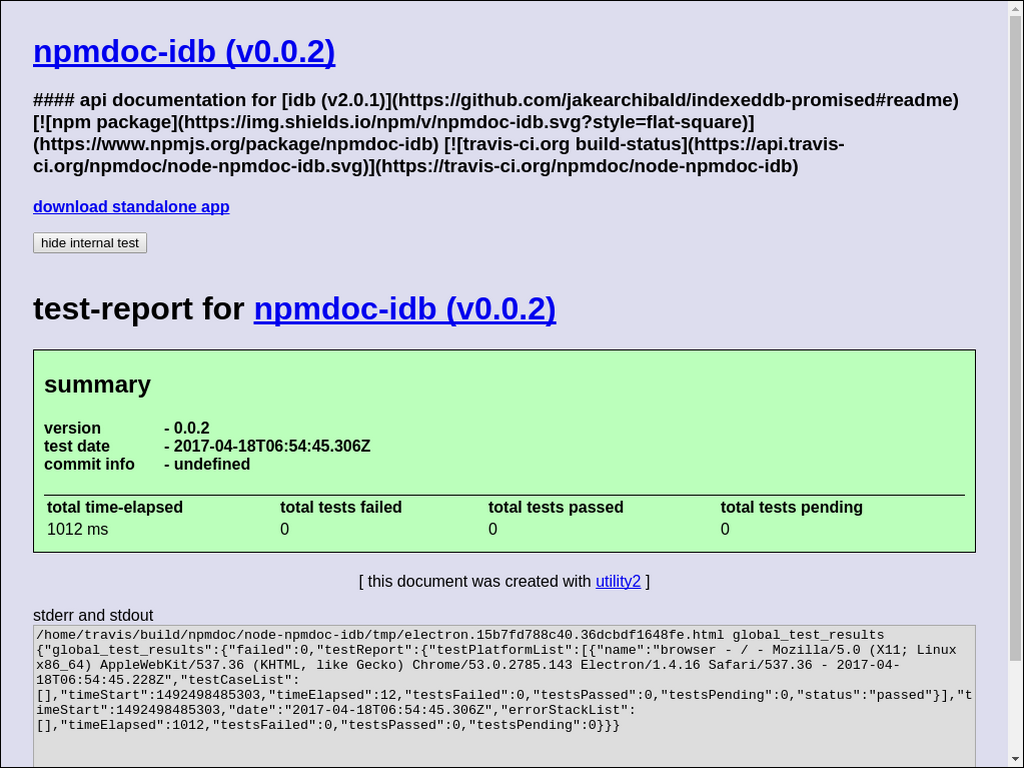 npmdoc-idb (v0.0.2)
#### api documentation for [idb (v2.0.1)](https://github.com/jakearchibald/indexeddb-promised#readme)
[![npm package](https://img.shields.io/npm/v/npmdoc-idb.svg?style=flat-square)]
(https://www.npmjs.org/package/npmdoc-idb) [![travis-ci.org build-status](https://api.travis-
ci.org/npmdoc/node-npmdoc-idb.svg)](https://travis-ci.org/npmdoc/node-npmdoc-idb)
download standalone app
hide internal test
test-report for npmdoc-idb (v0.0.2)
summary
version - 0.0.2
test date - 2017-04-18T06:54:45.306Z
commit info - undefined
total time-elapsed total tests failed total tests passed total tests pending
1012 ms 0 0 0
[ this document was created with utility2 ]
stderr and stdout
/home/travis/build/npmdoc/node-npmdoc-idb/tmp/electron.15b7fd788c40.36dcbdf1648fe.html global_test_results
{"global_test_results":{"failed":0,"testReport":{"testPlatformList":[{"name":"browser - / - Mozilla/5.0 (X11; Linux
x86_64) AppleWebKit/537.36 (KHTML, like Gecko) Chrome/53.0.2785.143 Electron/1.4.16 Safari/537.36 - 2017-04-
18T06:54:45.228Z","testCaseList":
[],"timeStart":1492498485303,"timeElapsed":12,"testsFailed":0,"testsPassed":0,"testsPending":0,"status":"passed"}],"t
imeStart":1492498485303,"date":"2017-04-18T06:54:45.306Z","errorStackList":
[],"timeElapsed":1012,"testsFailed":0,"testsPassed":0,"testsPending":0}}}